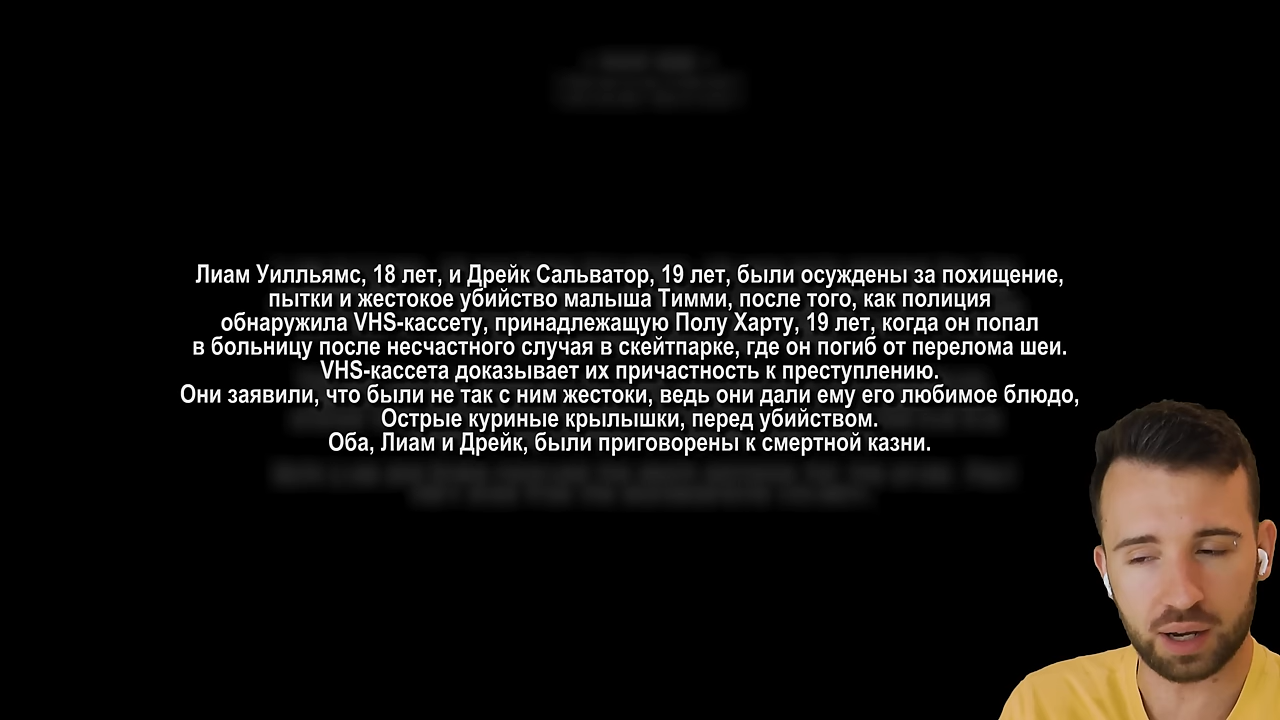 Лиам Уилльямс, 18 лет, и Дрейк Сальватор, 19 лет, были осуждены за похищение,
пытки и жестокое убийство малыша Тимми, после того, как полиция
обнаружила VHS-кассету, принадлежащую Полу Харту, 19 лет, когда он попал
в больницу после несчастного случая в скейтпарке, где он погиб от перелома шеи.
VHS-кассета доказывает их причастность к преступлению.
Они заявили, что были не так с ним жестоки, ведь они дали ему его любимое блюдо,
Острые куриные крылышки, перед убийством.
Оба, Лиам и Дрейк, были приговорены к смертной казни.